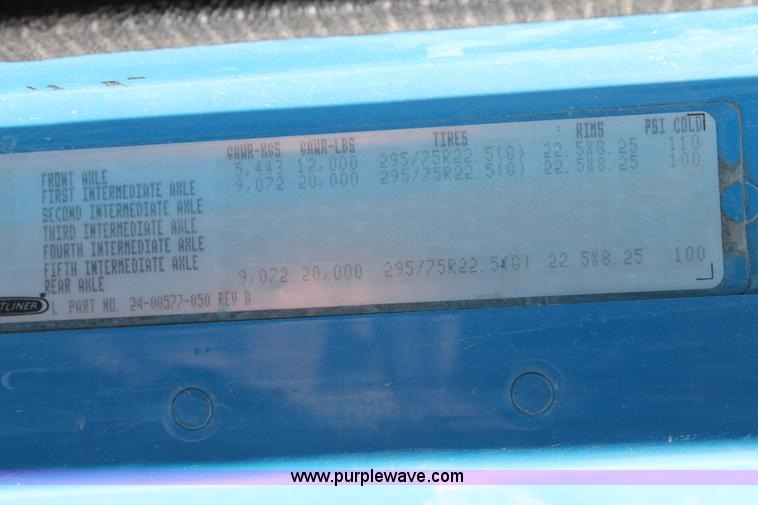 GAWR-KGS GAWR-LBS TIRES RIMS PSI COLD
FRONT AXLE 5,443 12,000 295/75R22.5(G) 22.5X8.25 110
FIRST INTERMEDIATE AXLE 9,072 20,000 295/75R22.5(G) 22.5X8.25 100
SECOND INTERMEDIATE AXLE
THIRD INTERMEDIATE AXLE
FOURTH INTERMEDIATE AXLE
FIFTH INTERMEDIATE AXLE
REAR AXLE 9,072 20,000 295/75R22.5(G) 22.5X8.25 100
TLINER L PART NO. 24-00577-050 REV D
www.purplewave.com